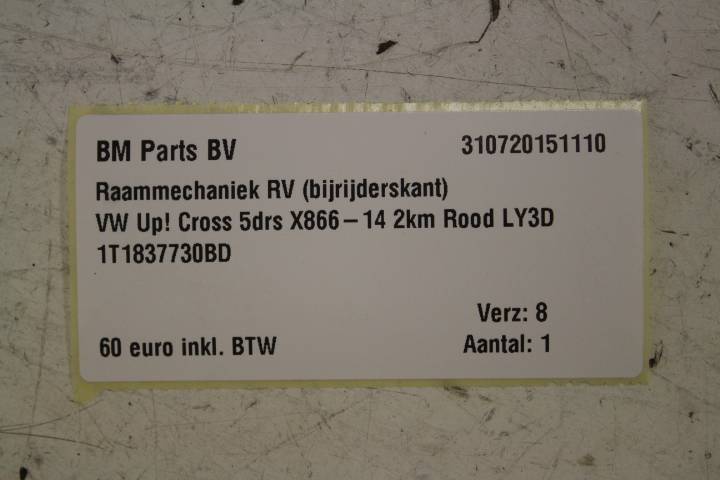 BM Parts BV 310720151110
Raammechaniek RV (bijrijderskant)
VW Up! Cross 5drs X866-14 2km Rood LY3D
1T1837730BD
Verz: 8
60 euro inkl. BTW Aantal: 1